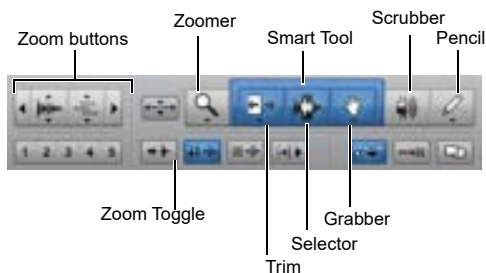 Zoomer
Scrubber
Zoom buttons
Smart Tool
Pencil
1 2 3 4 5
Zoom Toggle
Grabber
Selector
Trim